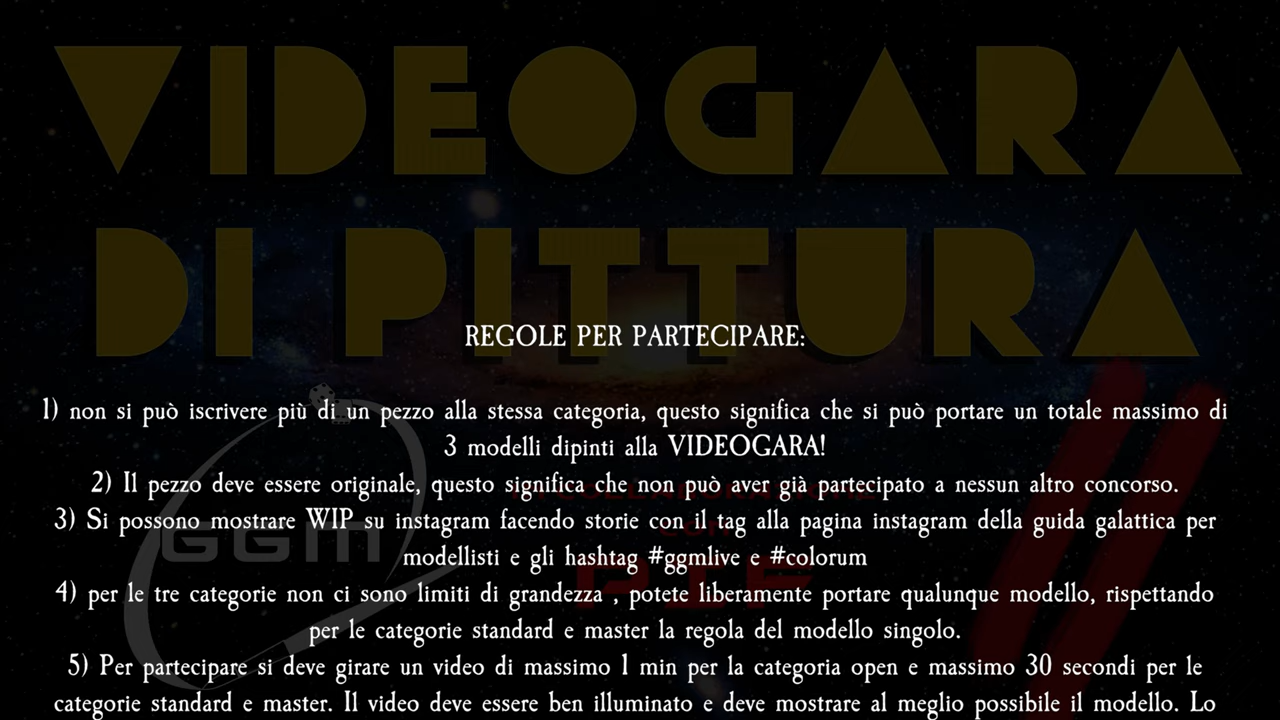 VIDEOGARA
DI PITTURA
REGOLE PER PARTECIPARE:
1) non si può iscrivere più di un pezzo alla stessa categoria, questo significa che si può portare un totale massimo di
3 modelli dipinti alla VIDEOGARA!
2) Il pezzo deve essere originale, questo significa che non può aver già partecipato a nessun altro concorso.
3) Si possono mostrare WIP su instagram facendo storie con il tag alla pagina instagram della guida galattica per
modellisti e gli hashtag #ggmlive e #colorum
4) per le tre categorie non ci sono limiti di grandezza , potete liberamente portare qualunque modello, rispettando
per le categorie standard e master la regola del modello singolo.
5) Per partecipare si deve girare un video di massimo 1 min per la categoria open e massimo 30 secondi per le
categorie standard e master. Il video deve essere ben illuminato e deve mostrare al meglio possibile il modello. Lo
GGM
IN COLLABORAZIONE
CON